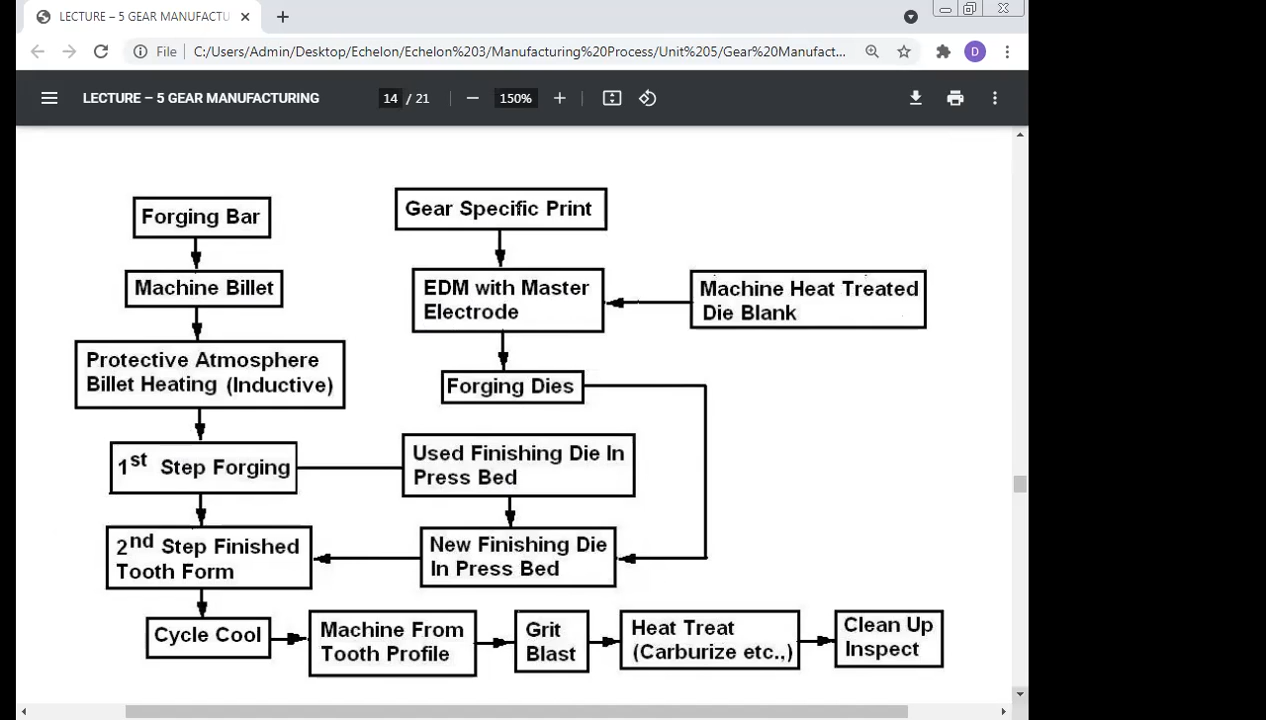 LECTURE – 5 GEAR MANUFACTU
File
C:/Users/Admin/Desktop/Echelon/Echelon%203/Manufacturing%20Process/Unit%205/Gear%20Manufact...
D
LECTURE – 5 GEAR MANUFACTURING
14 / 21
150%
Forging Bar
Gear Specific Print
Machine Billet
EDM with Master
Electrode
Machine Heat Treated
Die Blank
Protective Atmosphere
Billet Heating (Inductive)
Forging Dies
1st Step Forging
Used Finishing Die In
Press Bed
2nd Step Finished
Tooth Form
New Finishing Die
In Press Bed
Cycle Cool
Machine From
Tooth Profile
Grit
Blast
Heat Treat
(Carburize etc.,)
Clean Up
Inspect